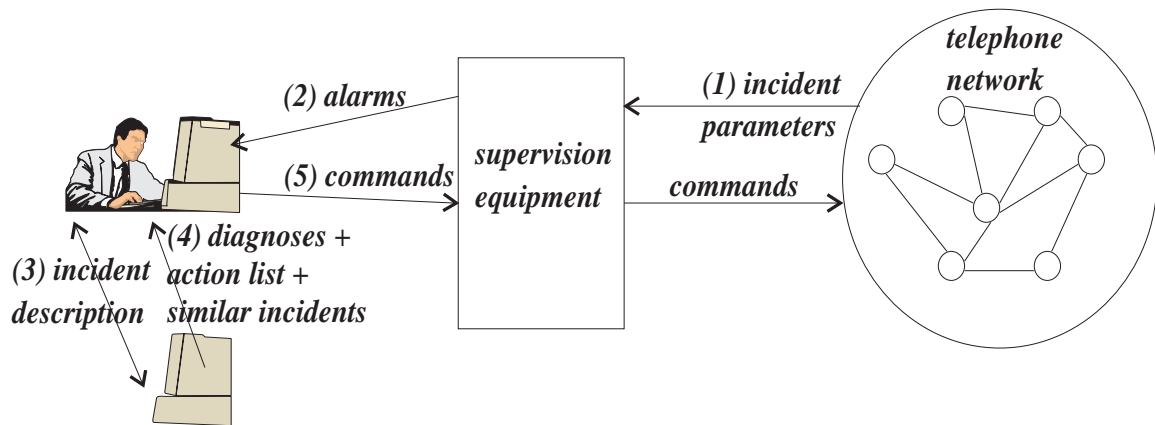 telephone
network
(1) incident
parameters
(2) alarms
supervision
equipment
(5) commands
commands
(4) diagnoses +
action list +
similar incidents
(3) incident
description